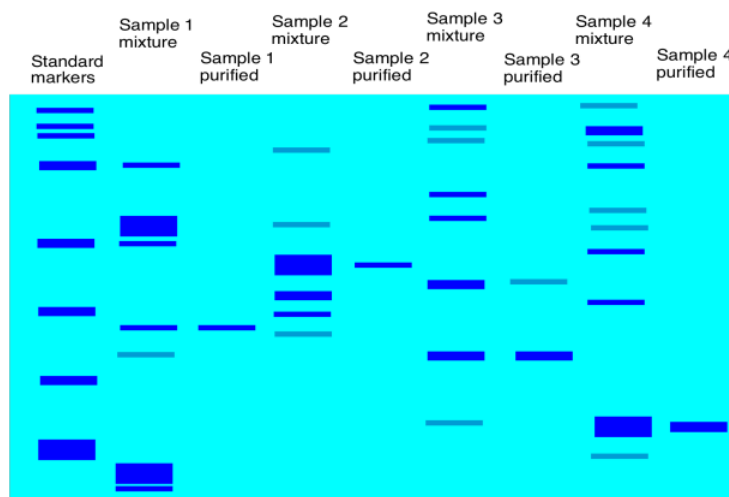 Standard
markers
Sample 1
mixture
Sample 1
purified
Sample 2
mixture
Sample 2
purified
Sample 3
mixture
Sample 3
purified
Sample 4
mixture
Sample 4
purified